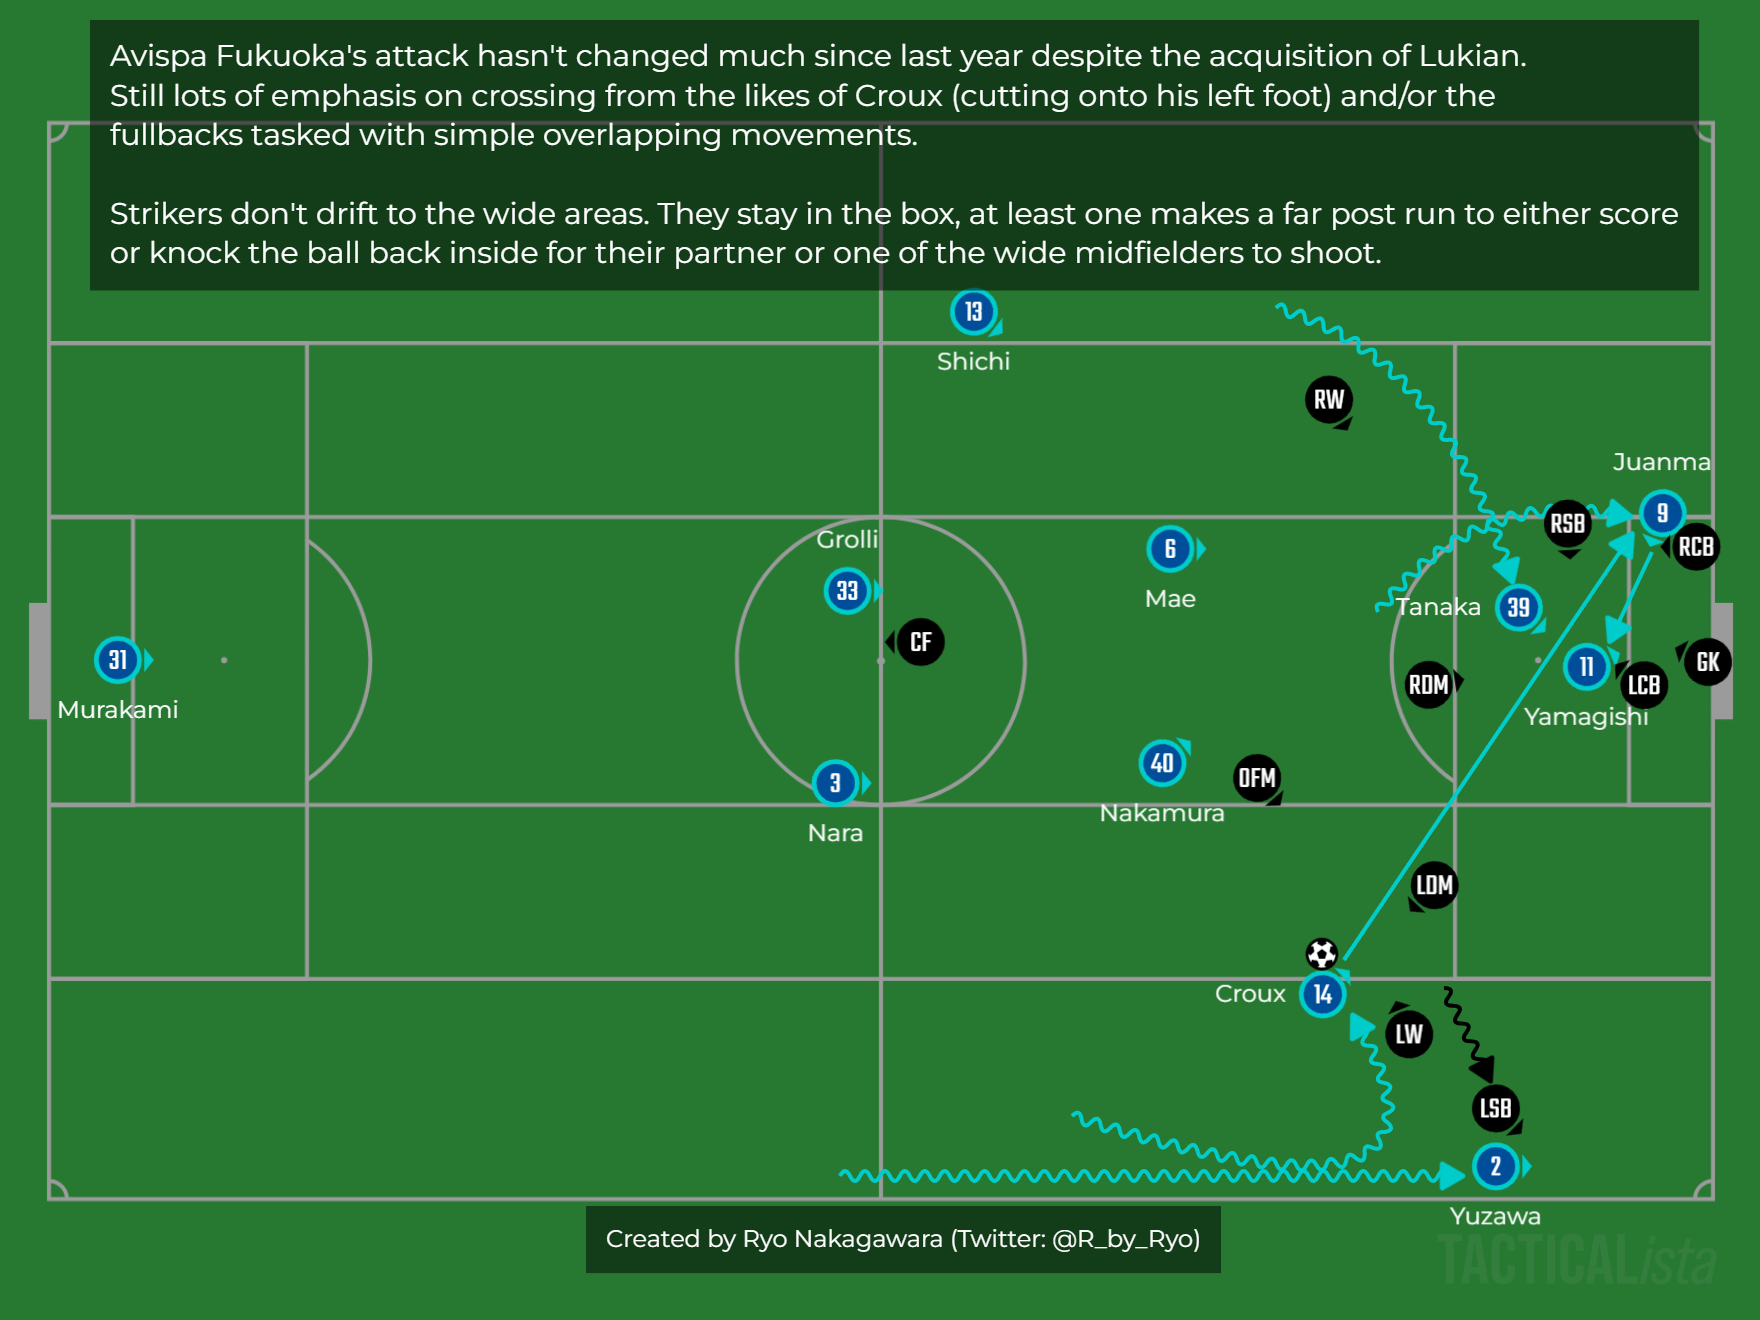 Avispa Fukuoka's attack hasn't changed much since last year despite the acquisition of Lukian.
Still lots of emphasis on crossing from the likes of Croux (cutting onto his left foot) and/or the
fullbacks tasked with simple overlapping movements.
Strikers don't drift to the wide areas. They stay in the box, at least one makes a far post run to either score
or knock the ball back inside for their partner or one of the wide midfielders to shoot.
13
Shichi
RW
Juanma
9
RSB
RCB
Grolli
33
6
Mae
Tanaka
39
CF
31
Murakami
11
Yamagishi
LCB
GK
RDM
3
Nara
40
Nakamura
OFM
LDM
Croux
14
LW
LSB
2
Yuzawa
Created by Ryo Nakagawara (Twitter: @R_by_Ryo)
TACTICALista